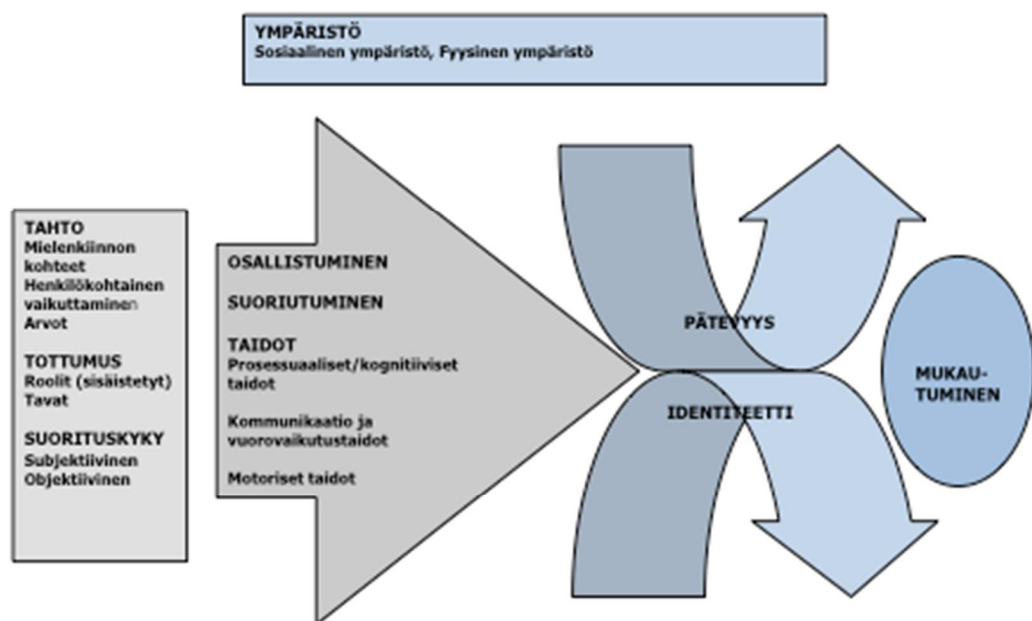 YMPÄRISTÖ
Sosiaalinen ympäristö, Fyysinen ympäristö
TAHTO
Mielenkiinnon
kohteet
Henkilökohtainen
vaikuttaminen
Arvot
TOTTUMUS
Roolit (sisäistetyt)
Tavat
SUORITUSKYKY
Subjektiivinen
Objektiivinen
OSALLISTUMINEN
SUORIUTUMINEN
TAIDOT
Prosessuaaliset/kognitiiviset
taidot
Kommunikaatio ja
vuorovaikutustaidot
Motoriset taidot
PÄTEVYYS
IDENTITEETTI
MUKAU-
TUMINEN